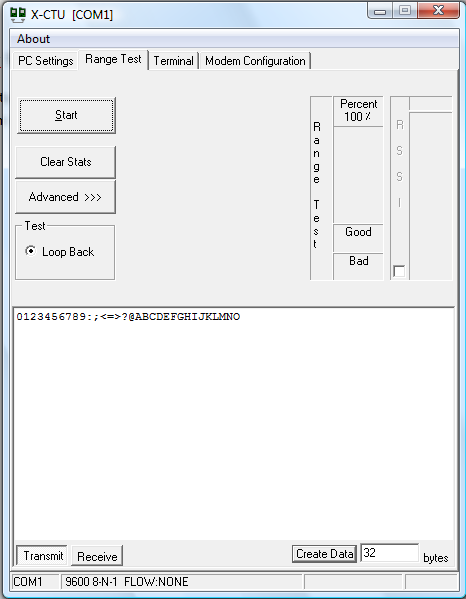 X-CTU [COM1]
About
PC Settings Range Test Terminal Modem Configuration
Start
Clear Stats
Advanced >>>
Test
Loop Back
Range Test
Percent
100 %
Good
Bad
RSSI
0123456789:;<=>?@ABCDEFGHIJKLMNO
Transmit Receive
Create Data 32 bytes
COM1 9600 8-N-1 FLOW:NONE